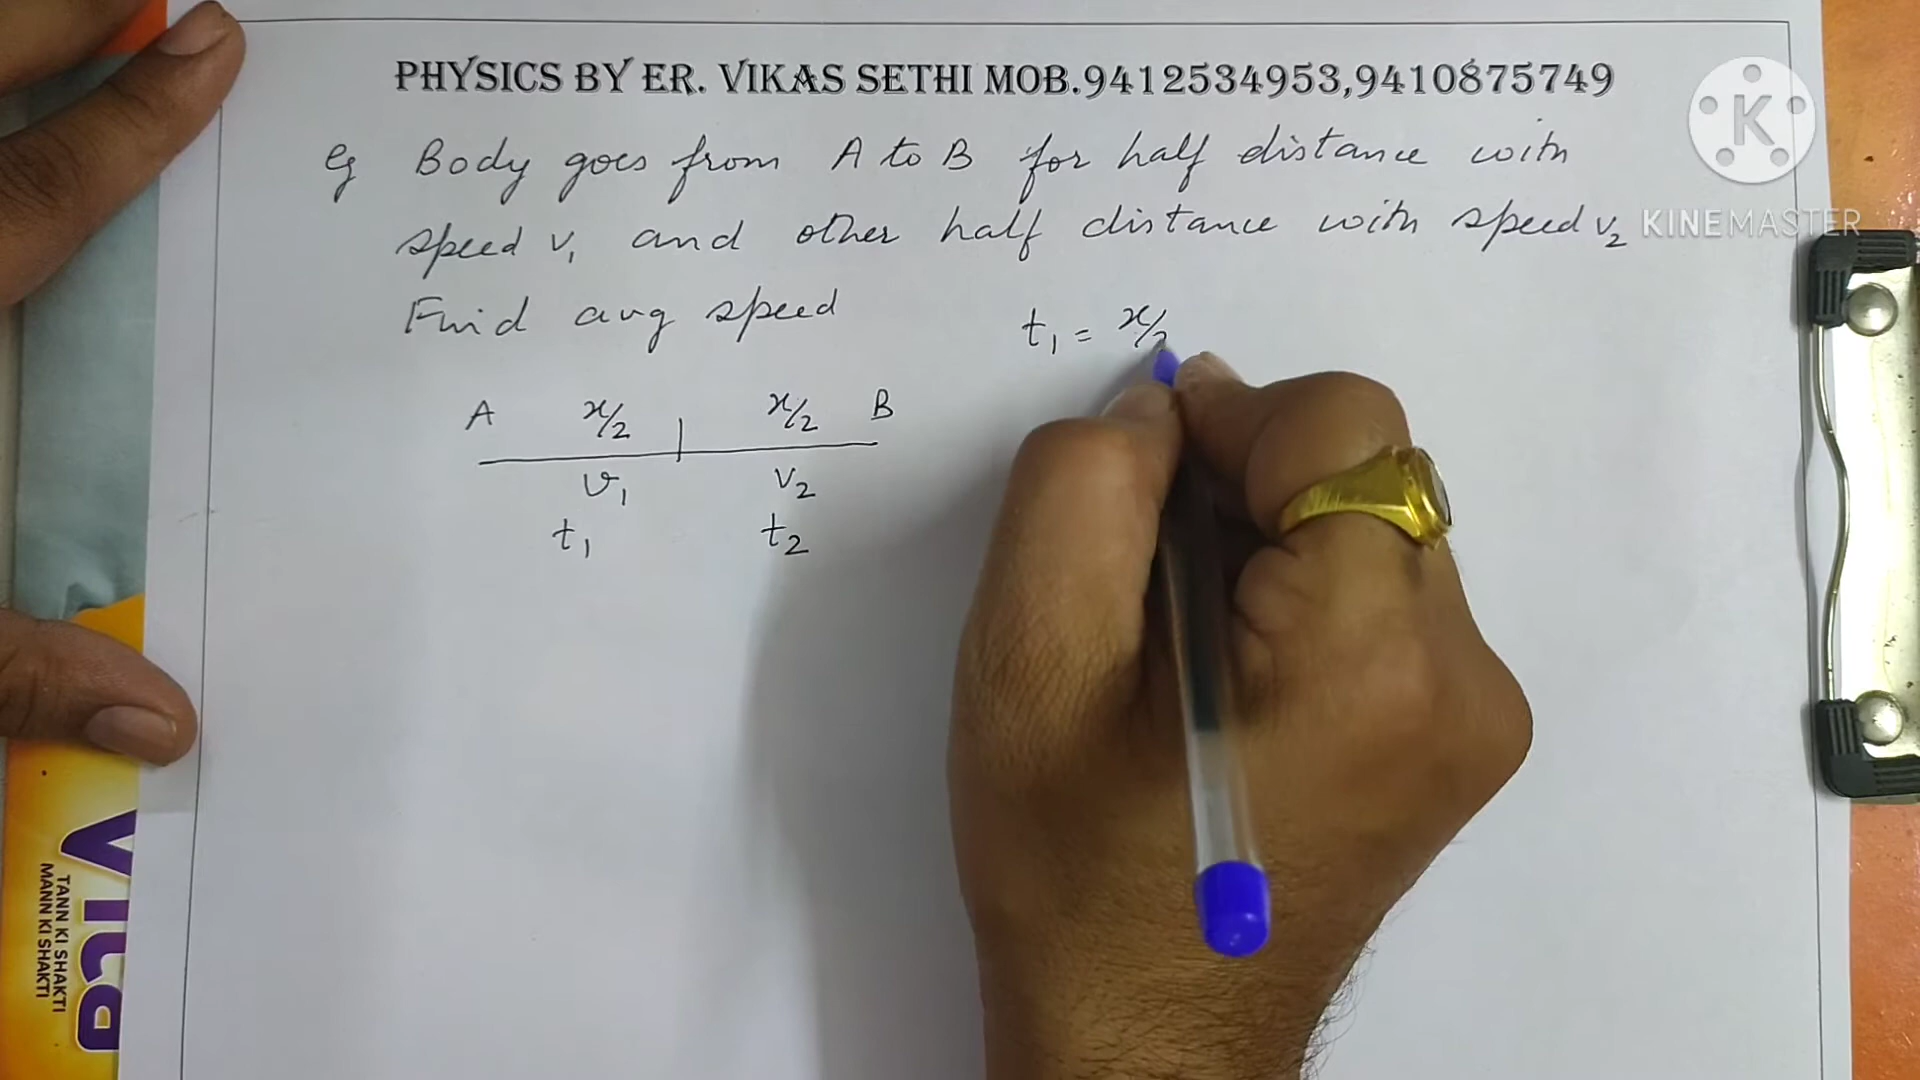 PHYSICS BY ER. VIKAS SETHI MOB.9412534953,9410875749
K
KINEMASTER
eg Body goes from A to B for half distance with
speed v₁ and other half distance with speed v₂
Find avg speed
t₁ = x/2
A x/2 x/2 B
v₁ v₂
t₁ t₂
Vita
TANN KI SHAKTI
MANN KI SHAKTI